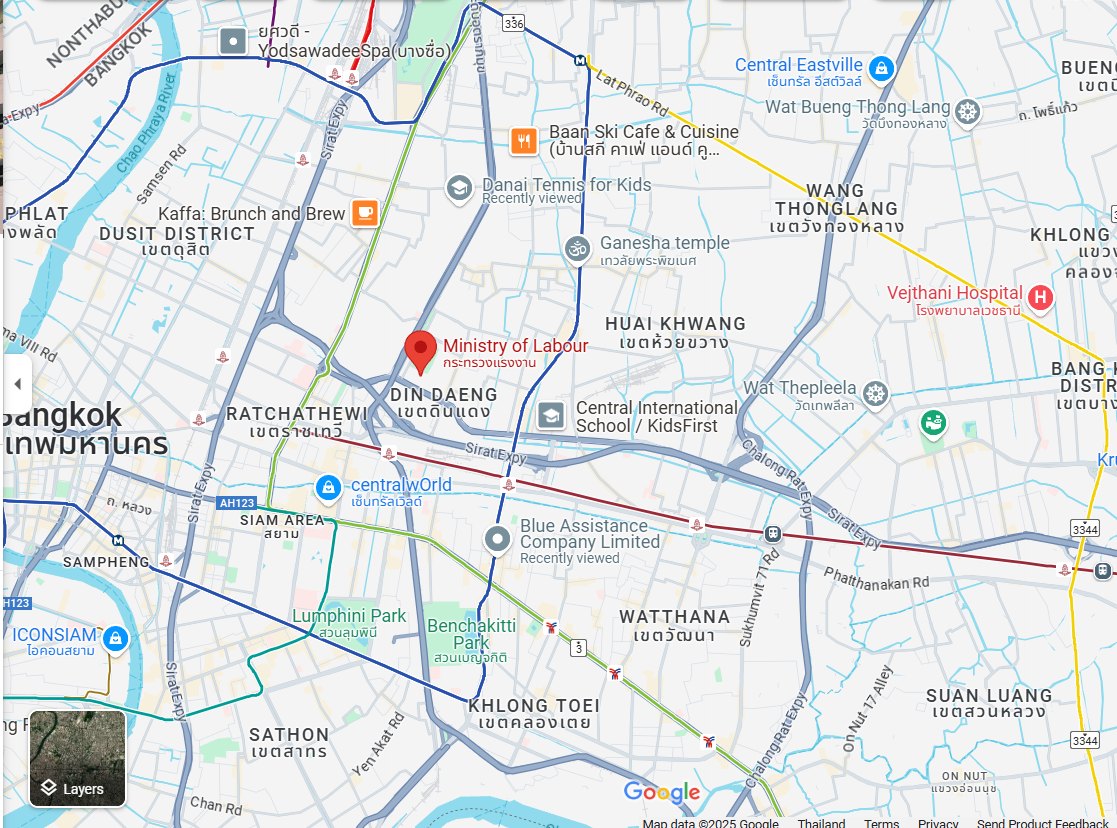 NONTHABU
BANGKOK
ยศวดี -
YodsawadeeSpa(บางซื่อ)
336
Lat Phrao Rd
Central Eastville
เซ็นทรัล อีสต์วิลล์
BUENG
เขตบึ
Wat Bueng Thong Lang
วัดบึงทองหลาง
ถ. โพธิ์แก้ว
a Expy
Sirat Expy
Chao Phraya River
Samsen Rd
Baan Ski Cafe & Cuisine
(บ้านสกี คาเฟ่ แอนด์ คู...
Danai Tennis for Kids
Recently viewed
WANG
THONGLANG
เขตวังทองหลาง
PHLAT
างพลัด
Kaffa: Brunch and Brew
DUSIT DISTRICT
เขตดุสิต
Ganesha temple
เทวาลัยพระพิฆเนศ
KHLONG
แขวง
คลองจ
Vejthani Hospital
โรงพยาบาลเวชธานี
ma VIII Rd
HUAI KHWANG
เขตห้วยขวาง
Ministry of Labour
กระทรวงแรงงาน
DIN DAENG
เขตดินแดง
BANG K
DISTR
เขตบาง
Wat Thepleela
วัดเทพลีลา
Bangkok
เทพมหานคร
RATCHATHEWI
เขตราชเทวี
Central International
School / KidsFirst
Sirat Expy
Chalong Rat Expy
Kru
Sirat Expy
centralwOrld
เซ็นทรัลเวิลด์
ถ. หลวง
AH123
Sirat Expy
SIAM AREA
สยาม
Blue Assistance
Company Limited
Recently viewed
Sirat Expy
3344
SAMPHENG
Phatthanakan Rd
Sukhumvit 71 Rd
H123
Lumphini Park
สวนลุมพินี
Benchakitti
Park
สวนเบญจกิติ
WATTHANA
เขตวัฒนา
ICONSIAM
ไอคอนสยาม
3
Sirat Expy
On Nut 17 Alley
SUAN LUANG
เขตสวนหลวง
KHLONG TOEI
เขตคลองเตย
SATHON
เขตสาทร
Yen Akat Rd
Chalong Rat Expy
3344
Layers
Chan Rd
ON NUT
แขวงอ่อนนุช
Google
Map data ©2025 Google Thailand Terms Privacy Send Product Feedback